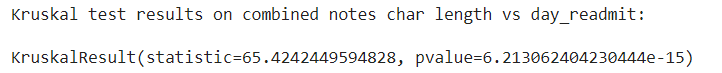 Kruskal test results on combined notes char length vs day_readmit:
KruskalResult(statistic=65.4242449594828, pvalue=6.213062404230444e-15)